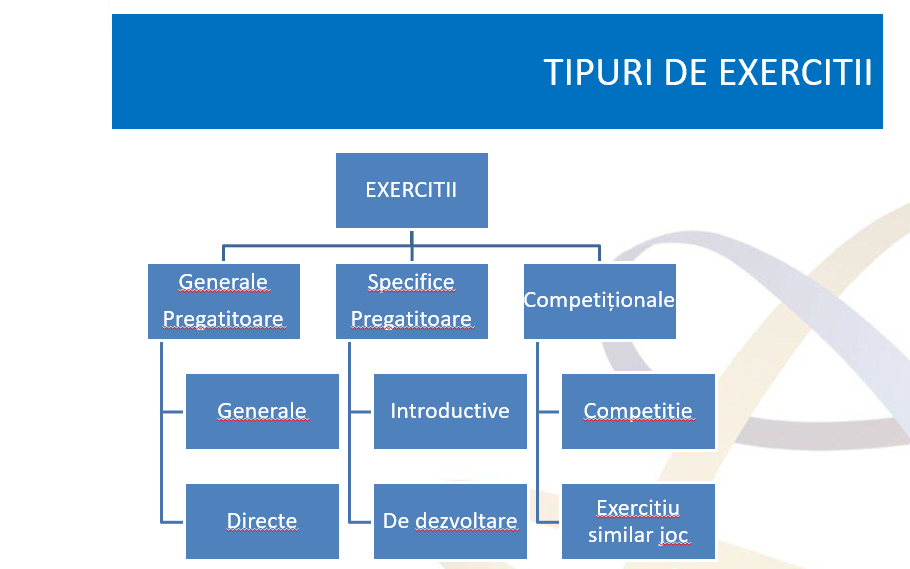 TIPURI DE EXERCITII
EXERCITII
Generale
Pregatitoare
Specifice
Pregatitoare
Competiționale
Generale
Introductive
Competitie
Directe
De dezvoltare
Exercitiu
similar joc